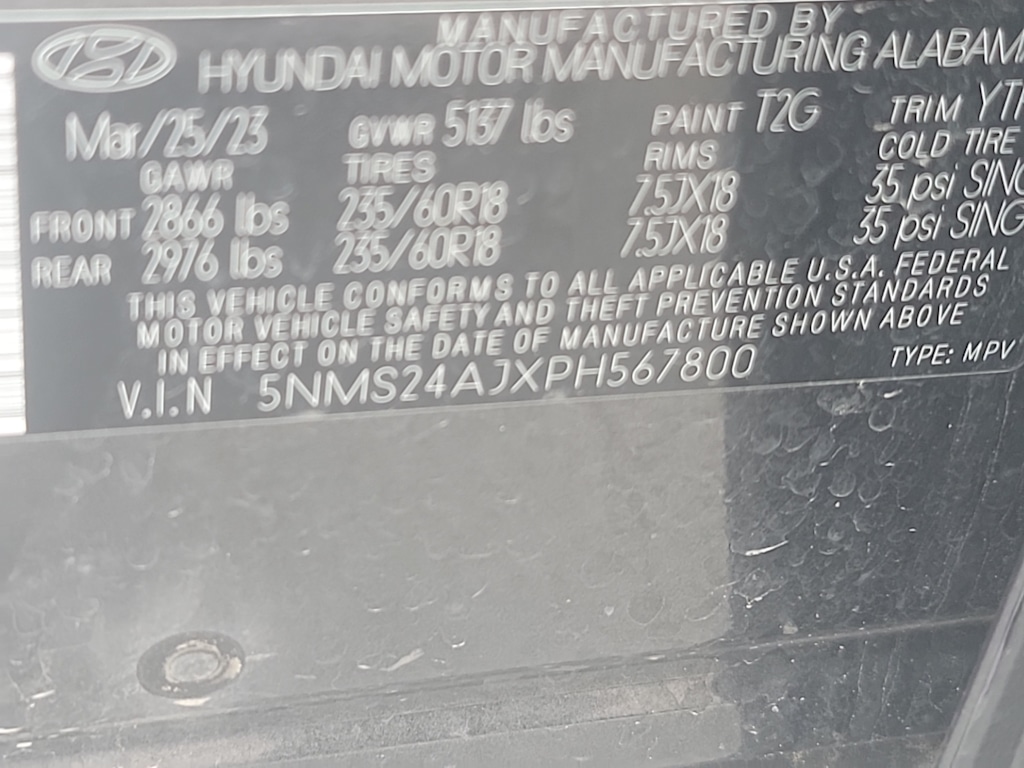 MANUFACTURED BY
HYUNDAI MOTOR MANUFACTURING ALABAM
Mar/25/23 GVWR 5137 lbs PAINT T2G TRIM YTP
GAWR TIRES RIMS COLD TIRE
FRONT 2866 lbs 235/60R18 7.5JX18 35 psi SING
REAR 2976 lbs 235/60R18 7.5JX18 35 psi SING
THIS VEHICLE CONFORMS TO ALL APPLICABLE U.S.A. FEDERAL
MOTOR VEHICLE SAFETY AND THEFT PREVENTION STANDARDS
IN EFFECT ON THE DATE OF MANUFACTURE SHOWN ABOVE
V.I.N 5NMS24AJXPH567800 TYPE: MPV